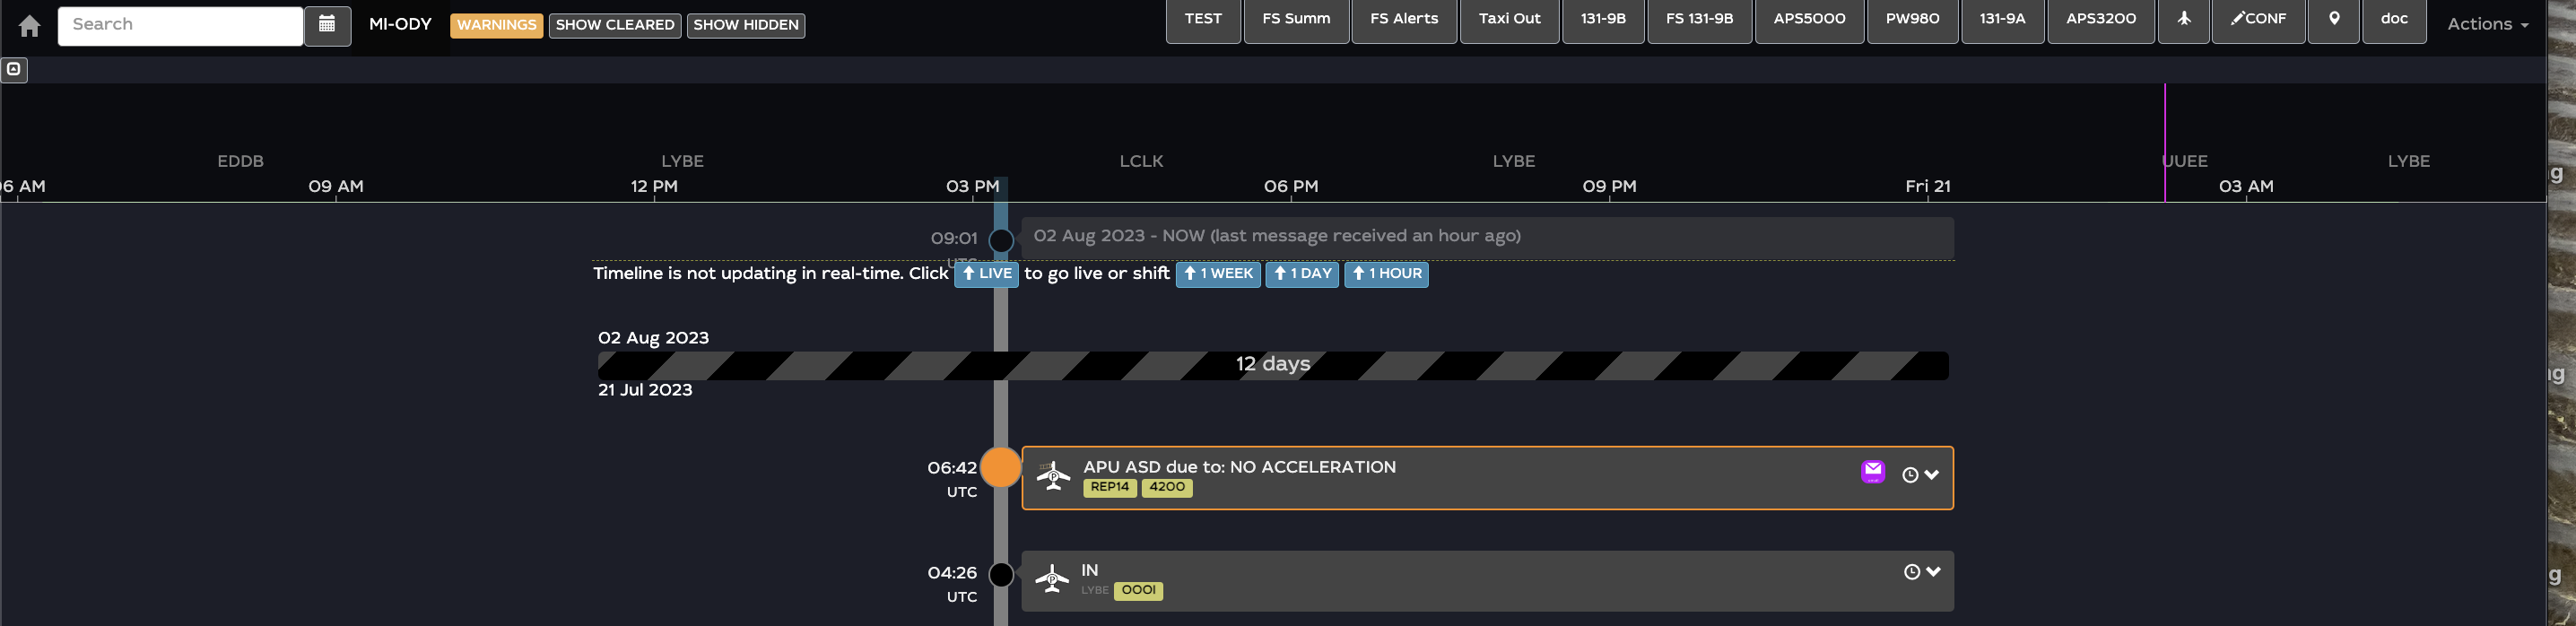 Search MI-ODY WARNINGS SHOW CLEARED SHOW HIDDEN TEST FS Summ FS Alerts Taxi Out 131-9B FS 131-9B APS5000 PW980 131-9A APS3200 CONF doc Actions
EDDB LYBE LCLK LYBE UUEE LYBE
06 AM 09 AM 12 PM 03 PM 06 PM 09 PM Fri 21 03 AM
09:01 02 Aug 2023 - NOW (last message received an hour ago)
UTC
Timeline is not updating in real-time. Click LIVE to go live or shift 1 WEEK 1 DAY 1 HOUR
02 Aug 2023
12 days
21 Jul 2023
06:42 APU ASD due to: NO ACCELERATION
UTC REP14 4200
04:26 IN
UTC LYBE OOOI